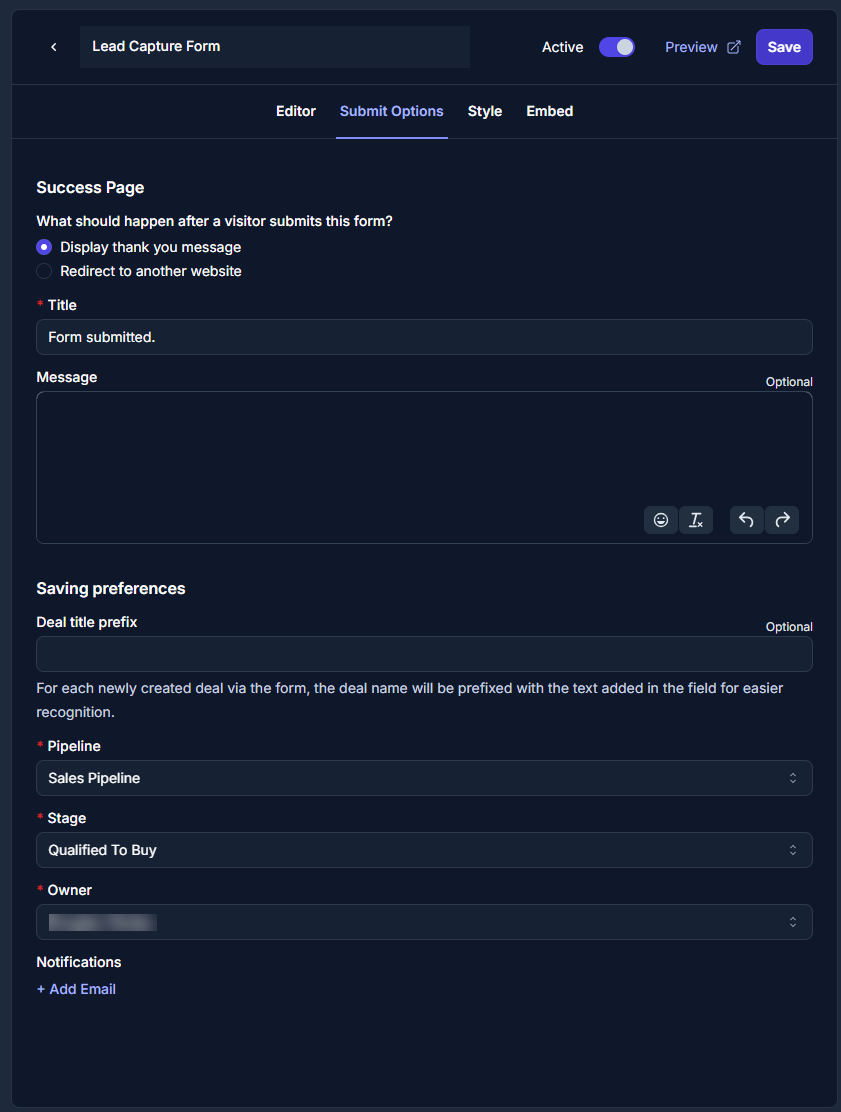 Lead Capture Form
Active
Preview
Save
Editor
Submit Options
Style
Embed
Success Page
What should happen after a visitor submits this form?
Display thank you message
Redirect to another website
* Title
Form submitted.
Message
Optional
Saving preferences
Deal title prefix
Optional
For each newly created deal via the form, the deal name will be prefixed with the text added in the field for easier
recognition.
* Pipeline
Sales Pipeline
* Stage
Qualified To Buy
* Owner
Notifications
+ Add Email